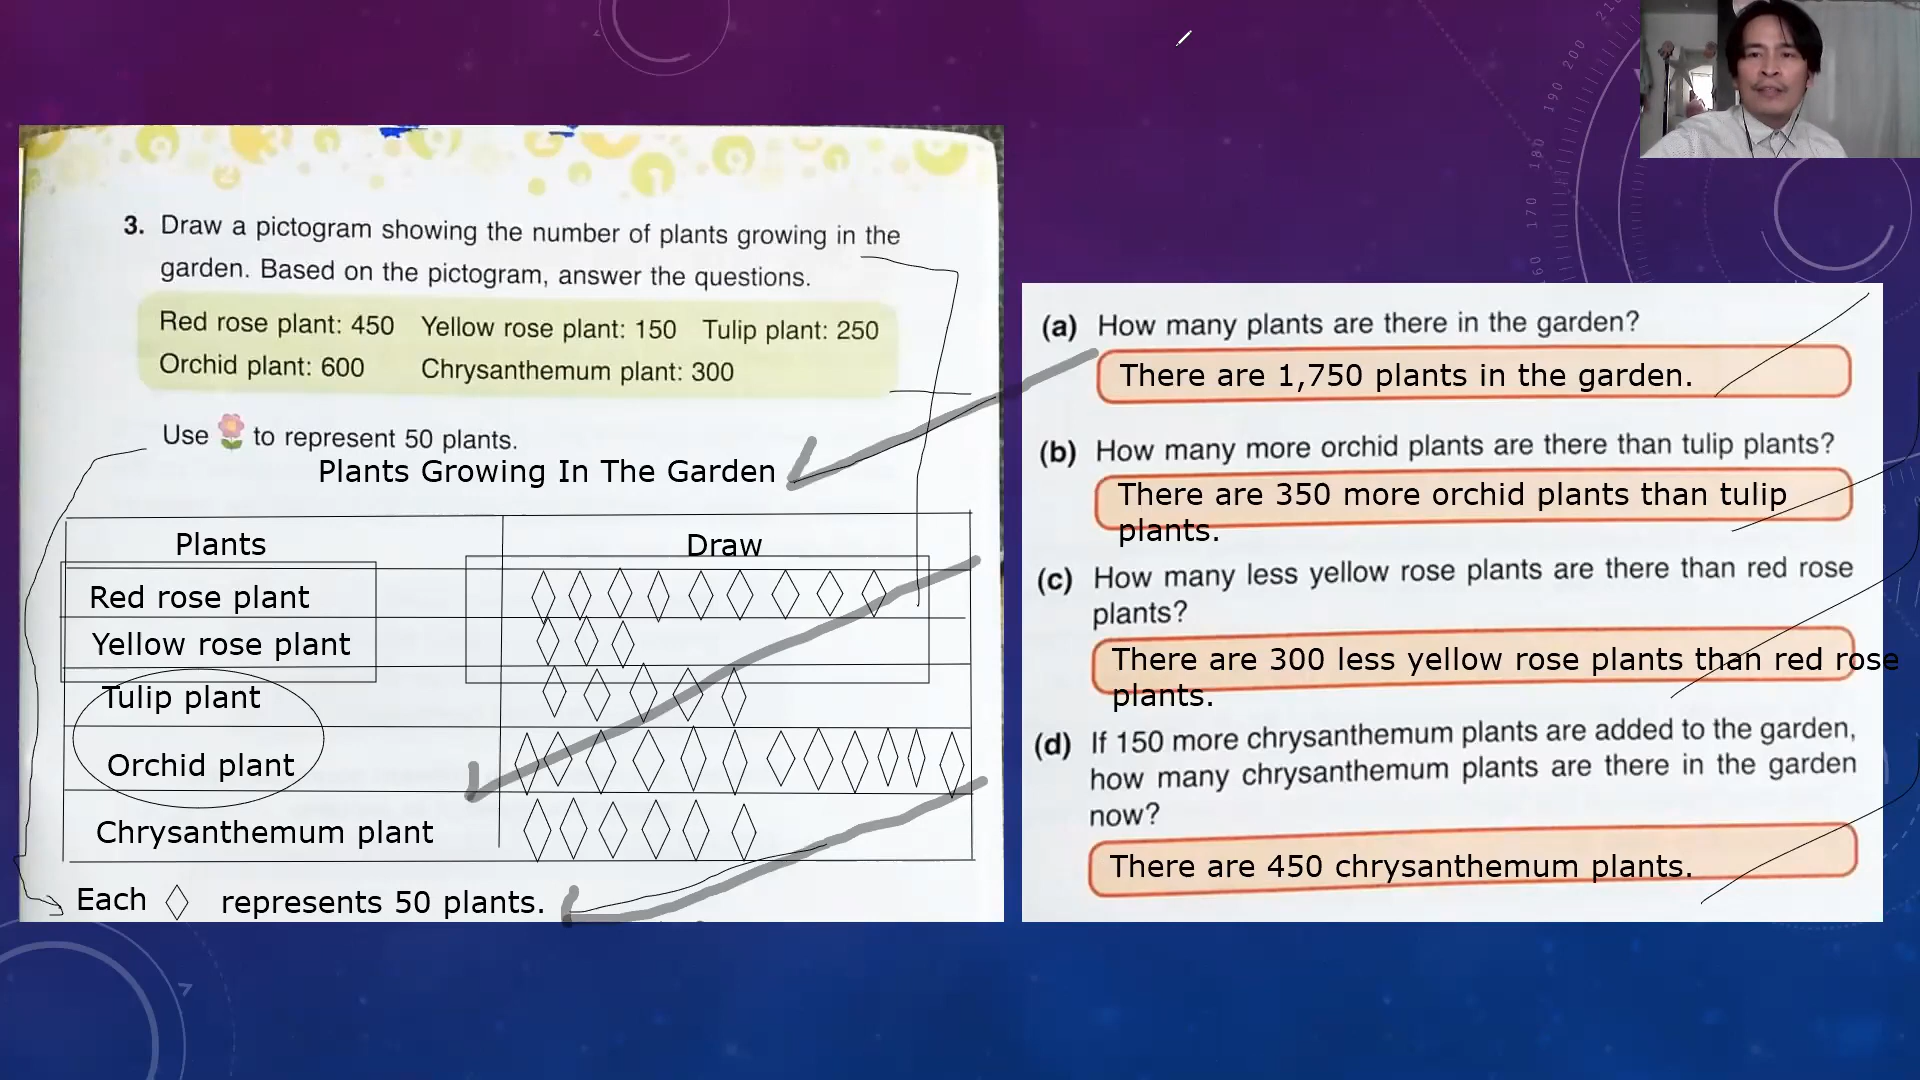 3. Draw a pictogram showing the number of plants growing in the
garden. Based on the pictogram, answer the questions.
Red rose plant: 450 Yellow rose plant: 150 Tulip plant: 250
Orchid plant: 600 Chrysanthemum plant: 300
Use to represent 50 plants.
Plants Growing In The Garden
Plants Draw
Red rose plant
Yellow rose plant
Tulip plant
Orchid plant
Chrysanthemum plant
Each represents 50 plants.
(a) How many plants are there in the garden?
There are 1,750 plants in the garden.
(b) How many more orchid plants are there than tulip plants?
There are 350 more orchid plants than tulip
plants.
(c) How many less yellow rose plants are there than red rose
plants?
There are 300 less yellow rose plants than red rose
plants.
(d) If 150 more chrysanthemum plants are added to the garden,
how many chrysanthemum plants are there in the garden
now?
There are 450 chrysanthemum plants.
210
200
190
180
170
160